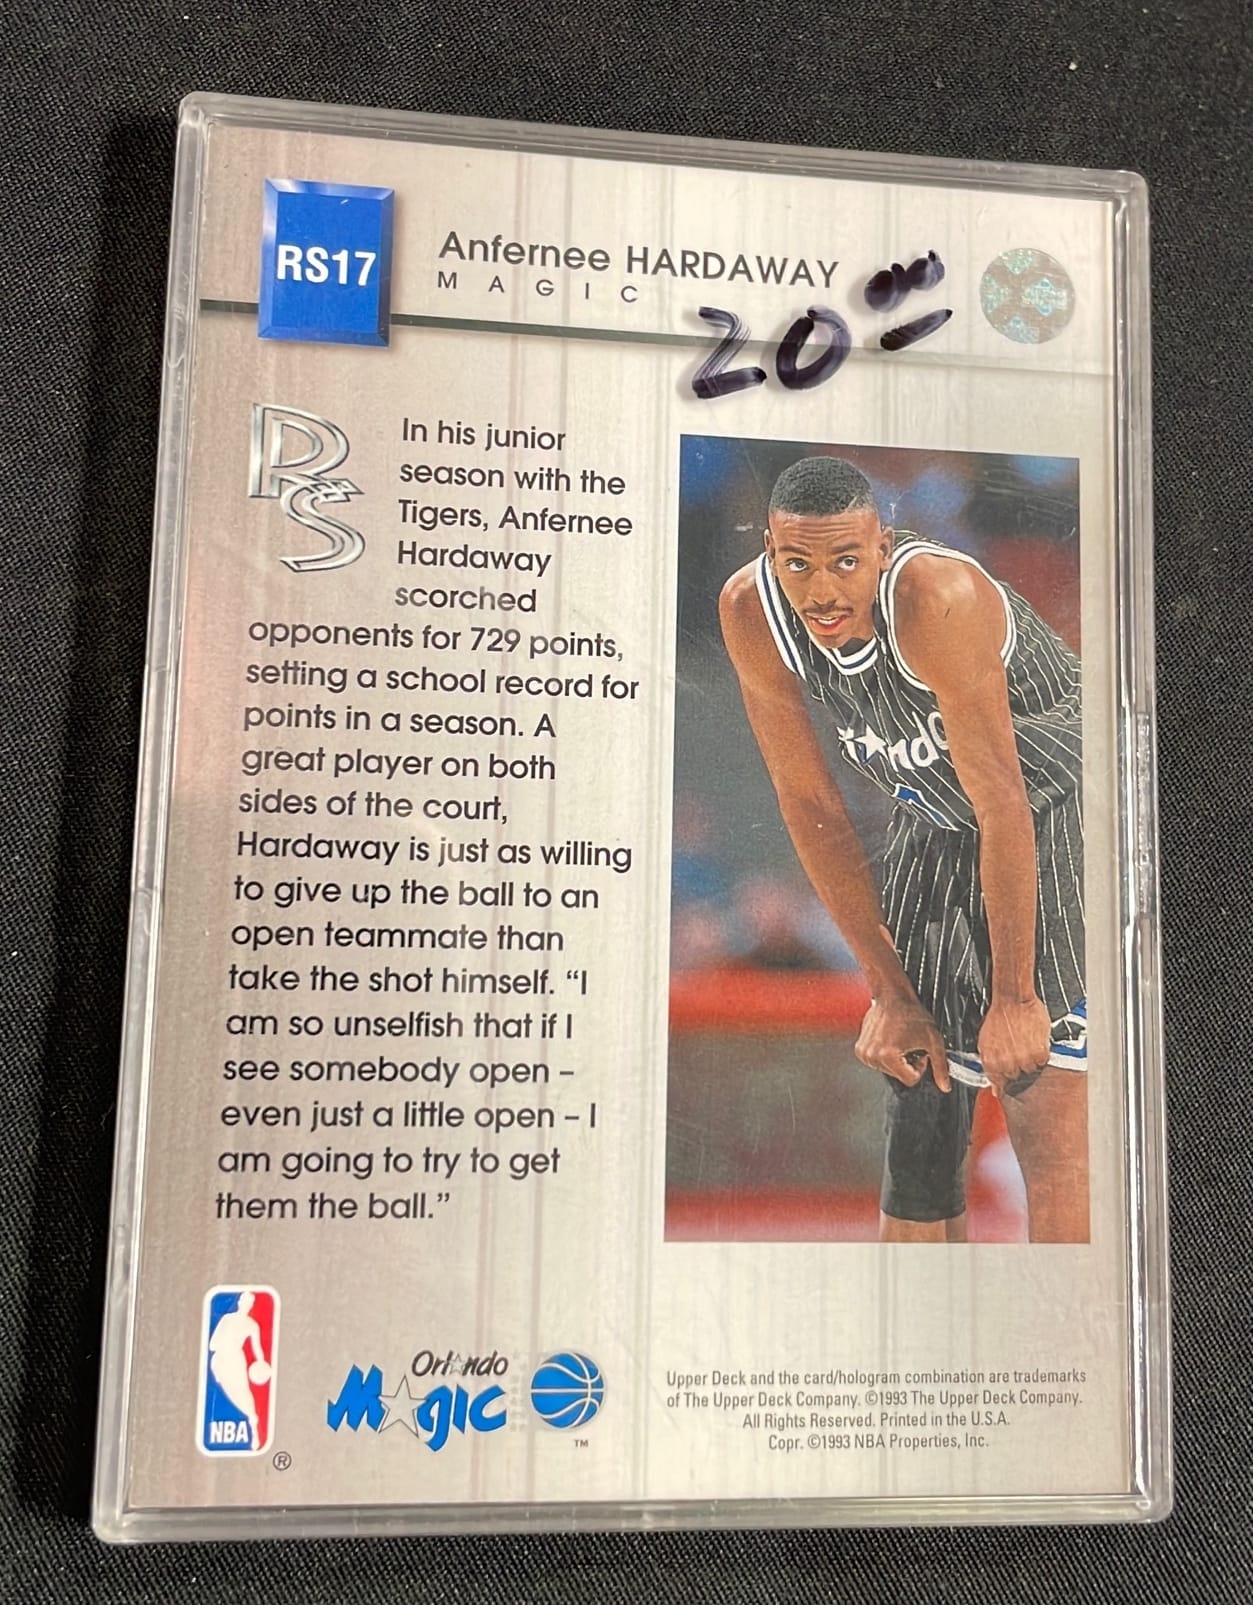 RS17
Anfernee HARDAWAY
MAGIC
20.00
RS
In his junior
season with the
Tigers, Anfernee
Hardaway
scorched
opponents for 729 points,
setting a school record for
points in a season. A
great player on both
sides of the court,
Hardaway is just as willing
to give up the ball to an
open teammate than
take the shot himself. “I
am so unselfish that if I
see somebody open –
even just a little open – I
am going to try to get
them the ball.”
NBA
®
Orlando
Magic
TM
Upper Deck and the card/hologram combination are trademarks
of The Upper Deck Company. ©1993 The Upper Deck Company.
All Rights Reserved. Printed in the U.S.A.
Copr. ©1993 NBA Properties, Inc.